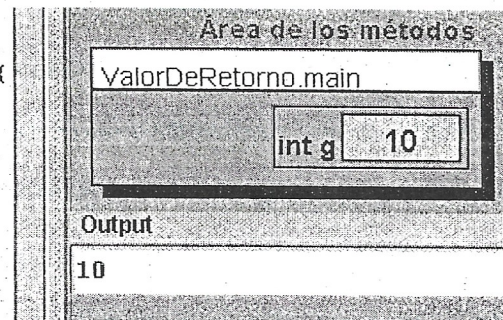 Área de los métodos
{
ValorDeRetorno.main
int g 10
Output
10